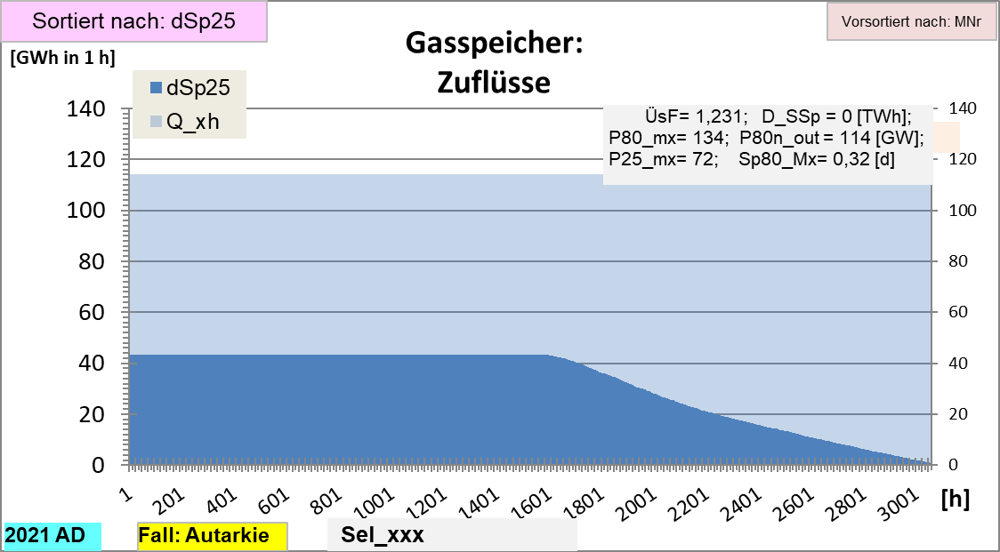 Sortiert nach: dSp25
Vorsortiert nach: MNr
Gasspeicher:
Zuflüsse
[GWh in 1 h]
dSp25
Q_xh
ÜsF= 1,231; D_SSp = 0 [TWh];
P80_mx= 134; P80n_out = 114 [GW];
P25_mx= 72; Sp80_Mx= 0,32 [d]
140
120
100
80
60
40
20
0
140
120
100
80
60
40
20
0
1 201 401 601 801 1001 1201 1401 1601 1801 2001 2201 2401 2601 2801 3001
[h]
2021 AD
Fall: Autarkie
Sel_xxx